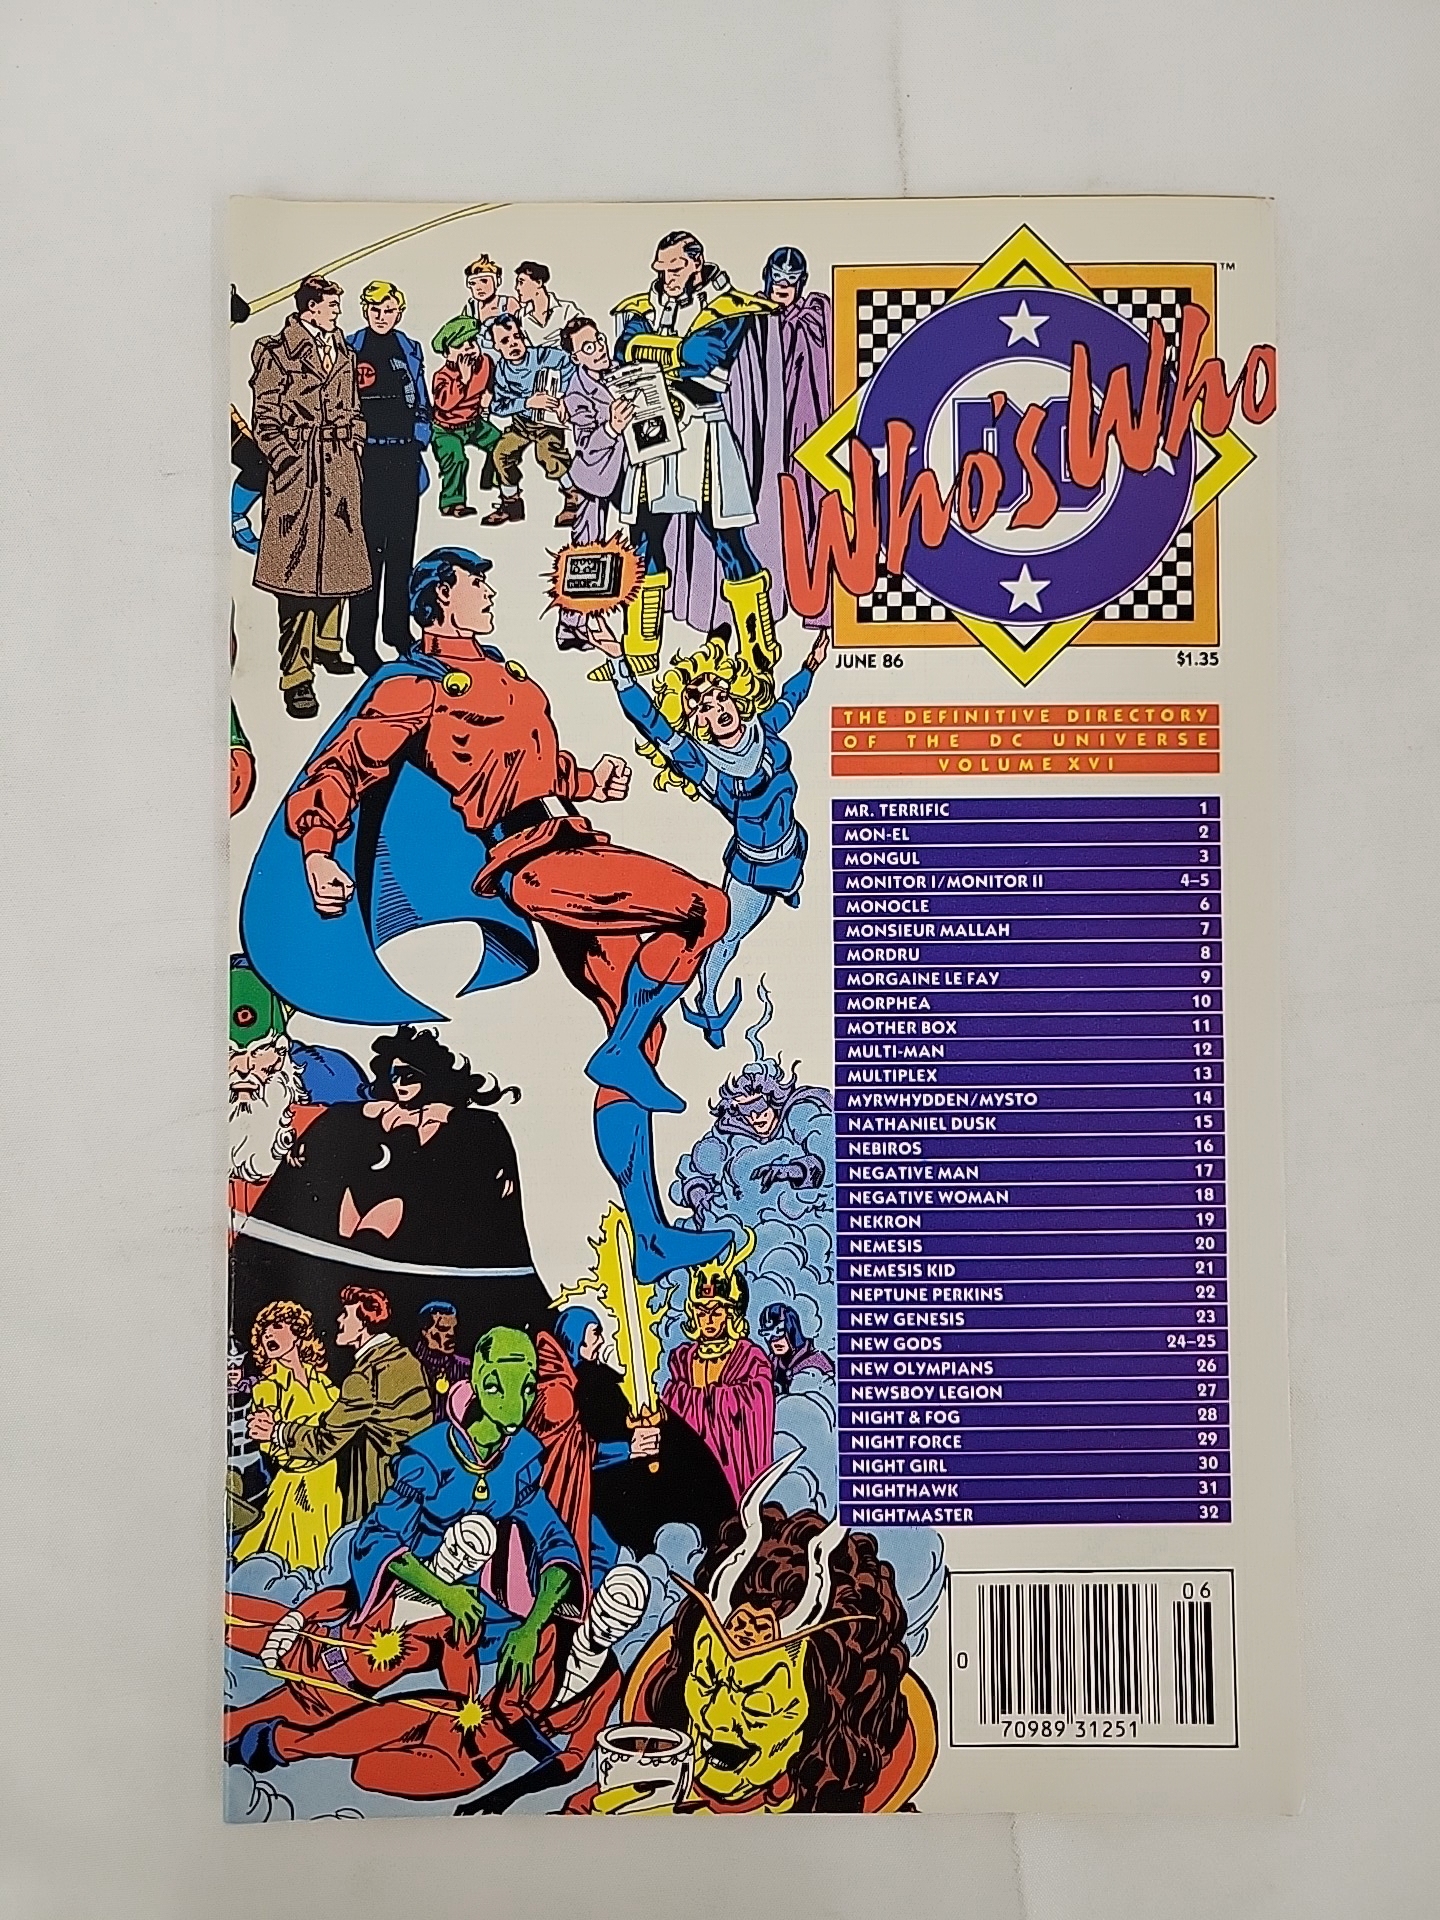 Who's Who
DC
TM
JUNE 86 $1.35
THE DEFINITIVE DIRECTORY
OF THE DC UNIVERSE
VOLUME XVI
MR. TERRIFIC 1
MON-EL 2
MONGUL 3
MONITOR I/MONITOR II 4–5
MONOCLE 6
MONSIEUR MALLAH 7
MORDRU 8
MORGAINE LE FAY 9
MORPHEA 10
MOTHER BOX 11
MULTI-MAN 12
MULTIPLEX 13
MYRWHYDDEN/MYSTO 14
NATHANIEL DUSK 15
NEBIROS 16
NEGATIVE MAN 17
NEGATIVE WOMAN 18
NEKRON 19
NEMESIS 20
NEMESIS KID 21
NEPTUNE PERKINS 22
NEW GENESIS 23
NEW GODS 24–25
NEW OLYMPIANS 26
NEWSBOY LEGION 27
NIGHT & FOG 28
NIGHT FORCE 29
NIGHT GIRL 30
NIGHTHAWK 31
NIGHTMASTER 32
06
0
70989 31251